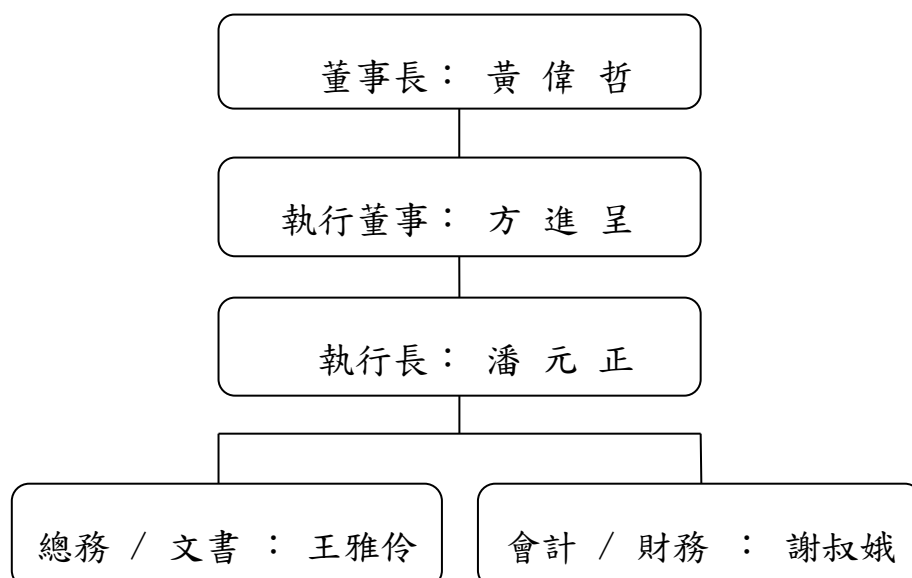 董事長： 黃 偉 哲
執行董事： 方 進 呈
執行長： 潘 元 正
總務 / 文書 ： 王雅伶
會計 / 財務 ： 謝叔娥